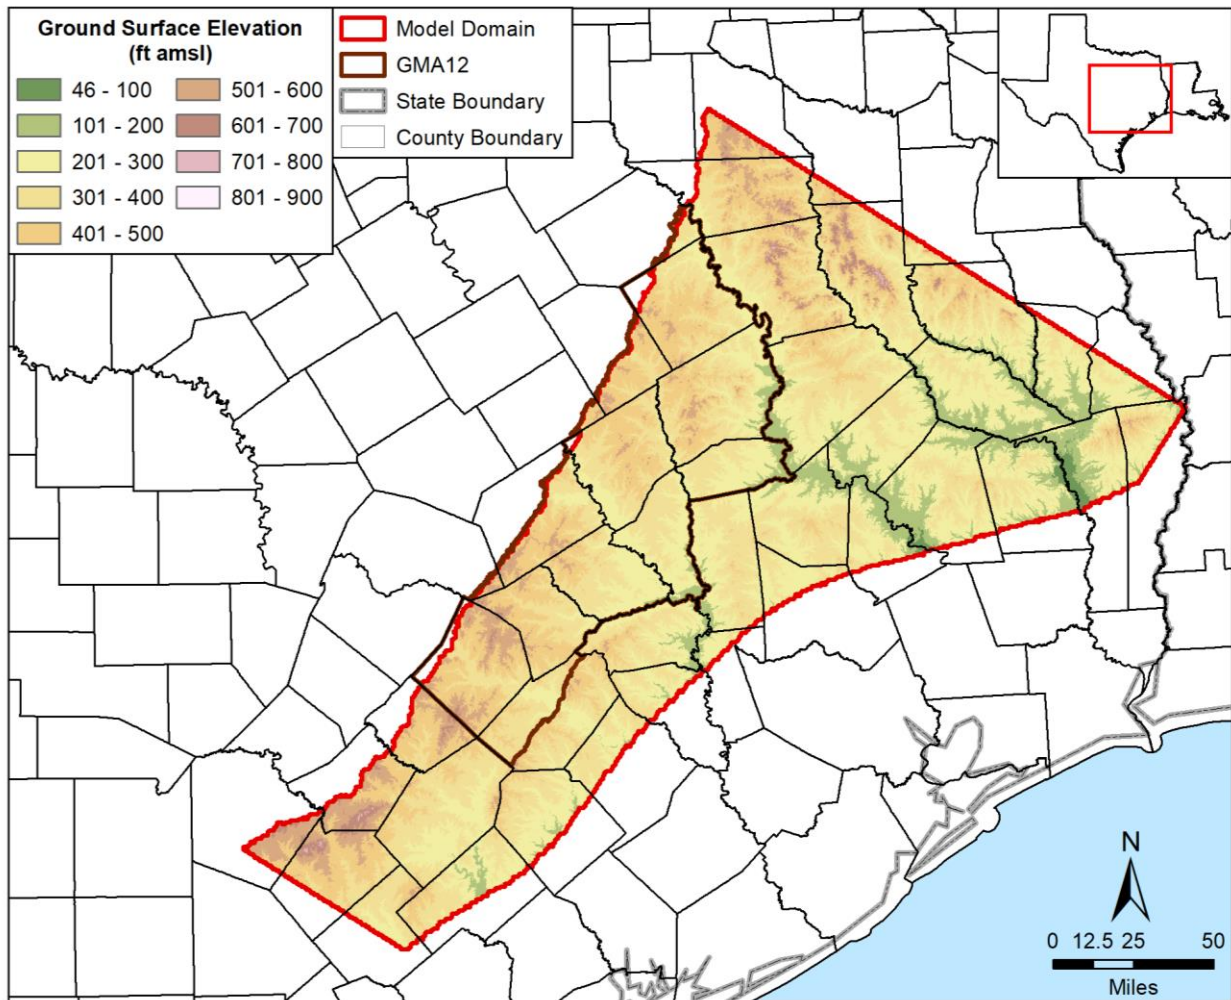 Ground Surface Elevation
(ft amsl)
46 - 100
501 - 600
101 - 200
601 - 700
201 - 300
701 - 800
301 - 400
801 - 900
401 - 500
Model Domain
GMA12
State Boundary
County Boundary
N
0 12.5 25 50
Miles